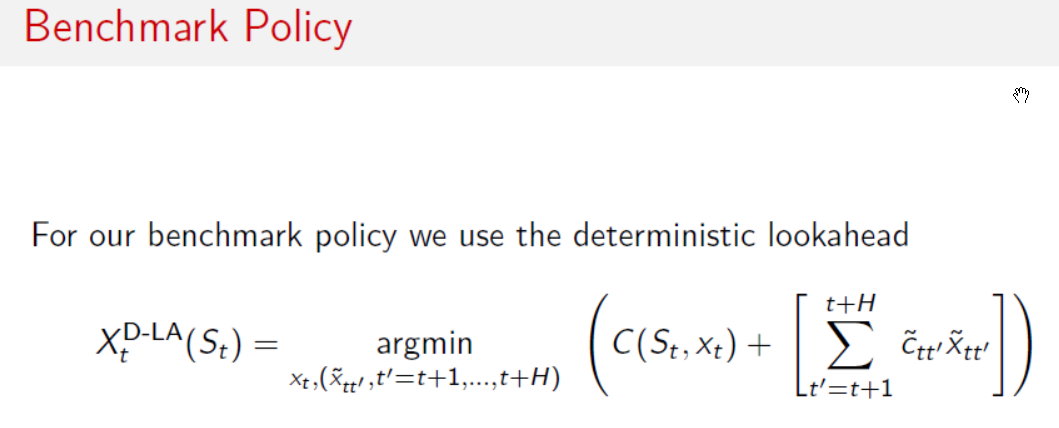 Benchmark Policy
For our benchmark policy we use the deterministic lookahead
X_t^{D-LA}(S_t) = argmin_{x_t,(x̃_{tt′},t′=t+1,...,t+H)} ( C(S_t, x_t) + [ ∑_{t′=t+1}^{t+H} c̃_{tt′} x̃_{tt′} ] )